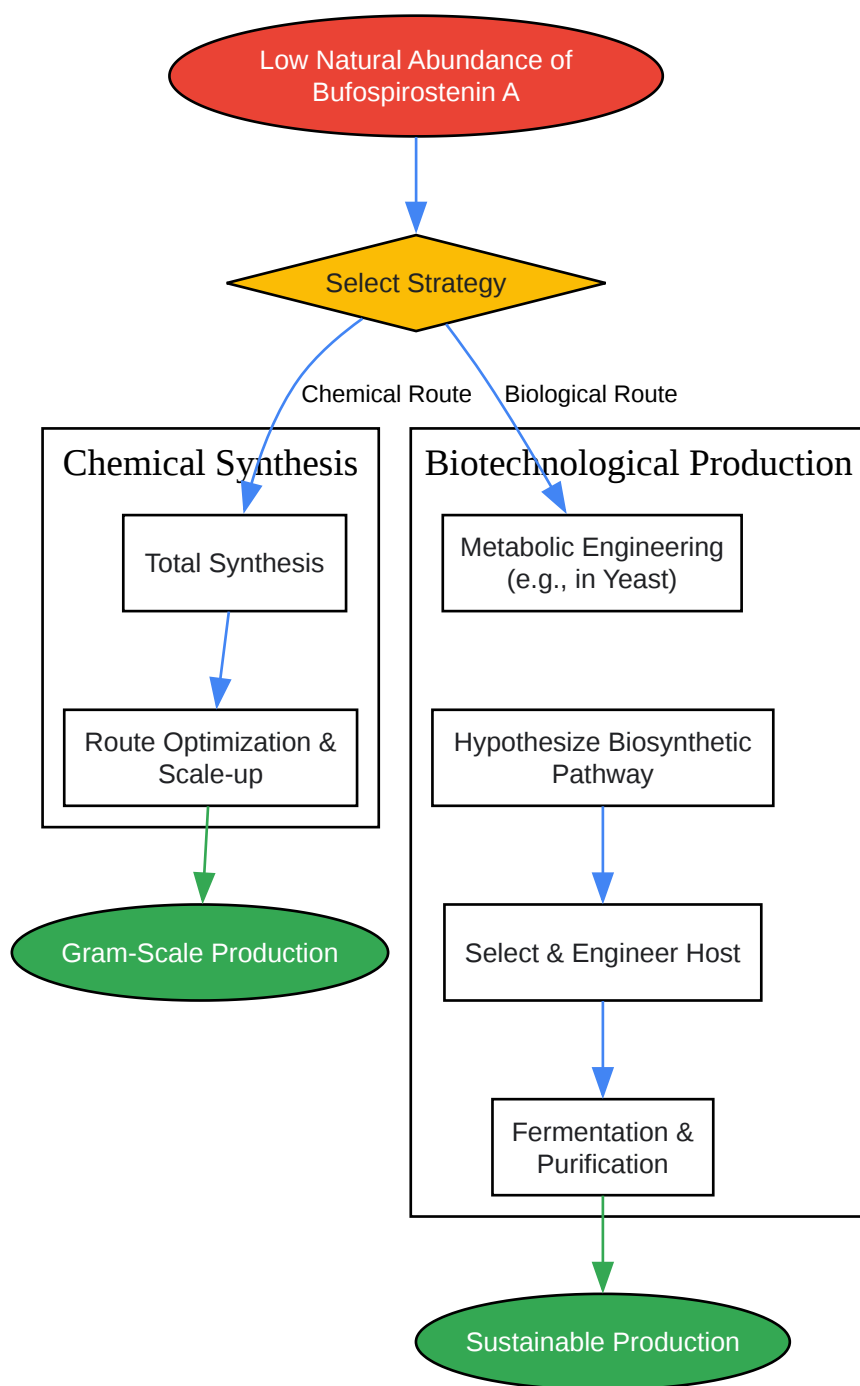 Low Natural Abundance of
Bufospirostenin A
Select Strategy
Chemical Route
Biological Route
Chemical Synthesis
Total Synthesis
Route Optimization &
Scale-up
Gram-Scale Production
Biotechnological Production
Metabolic Engineering
(e.g., in Yeast)
Hypothesize Biosynthetic
Pathway
Select & Engineer Host
Fermentation &
Purification
Sustainable Production